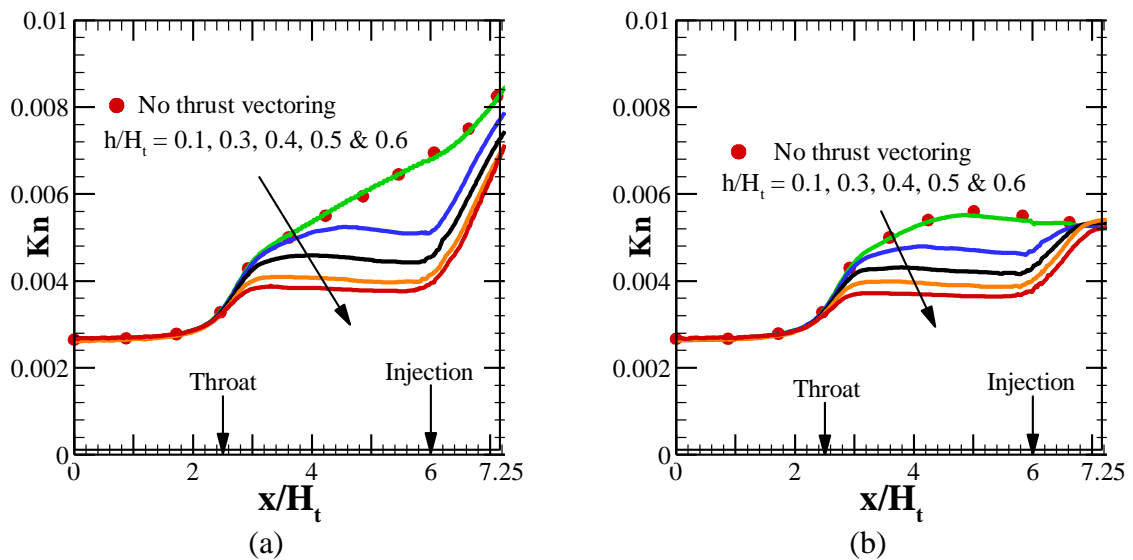 0.01
0.008
0.006
0.004
0.002
0
Kn
No thrust vectoring
h/Ht = 0.1, 0.3, 0.4, 0.5 & 0.6
Throat
Injection
0 2 4 6 7.25
x/Ht
(a)
0.01
0.008
0.006
0.004
0.002
0
Kn
No thrust vectoring
h/Ht = 0.1, 0.3, 0.4, 0.5 & 0.6
Throat
Injection
0 2 4 6 7.25
x/Ht
(b)